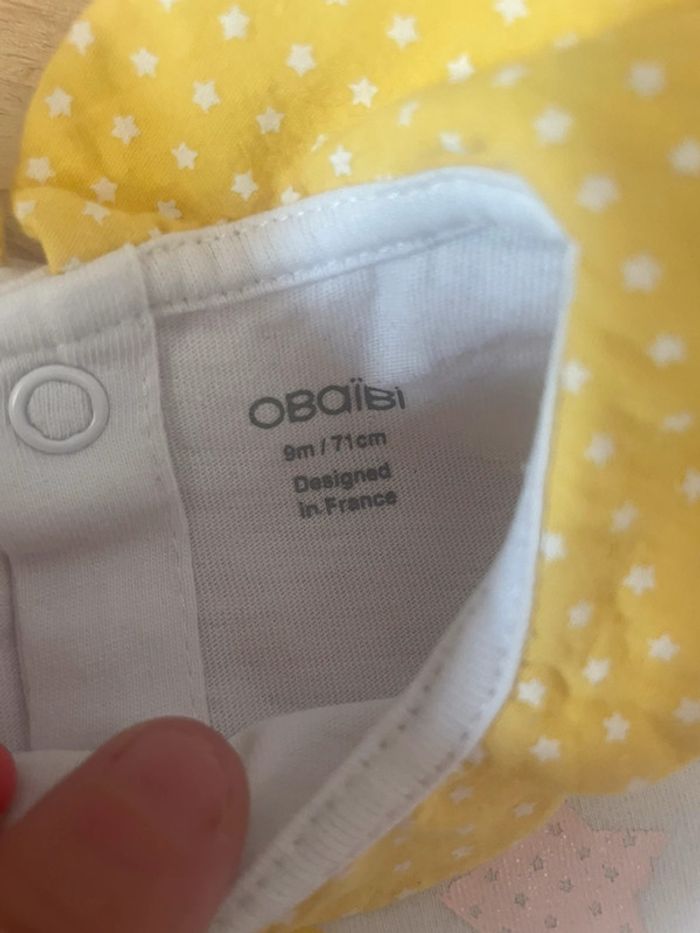 OBAÏBI
9m / 71cm
Designed
in France